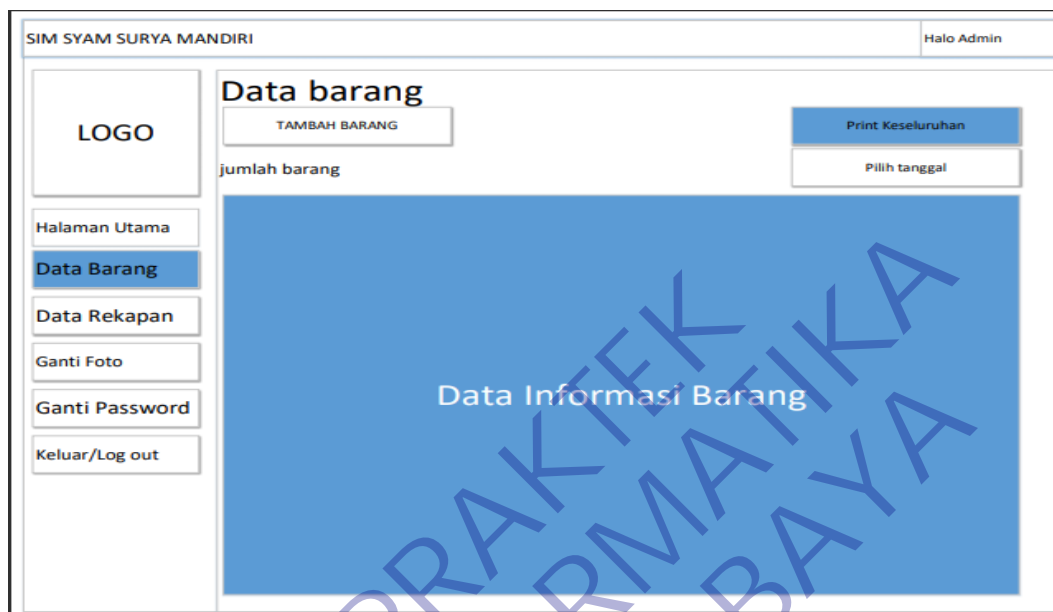 SIM SYAM SURYA MANDIRI
Halo Admin
LOGO
Data barang
TAMBAH BARANG
Print Keseluruhan
jumlah barang
Pilih tanggal
Halaman Utama
Data Barang
Data Rekapan
Ganti Foto
Ganti Password
Keluar/Log out
Data Informasi Barang
PRAKTEK
RMATIKA
BAYA